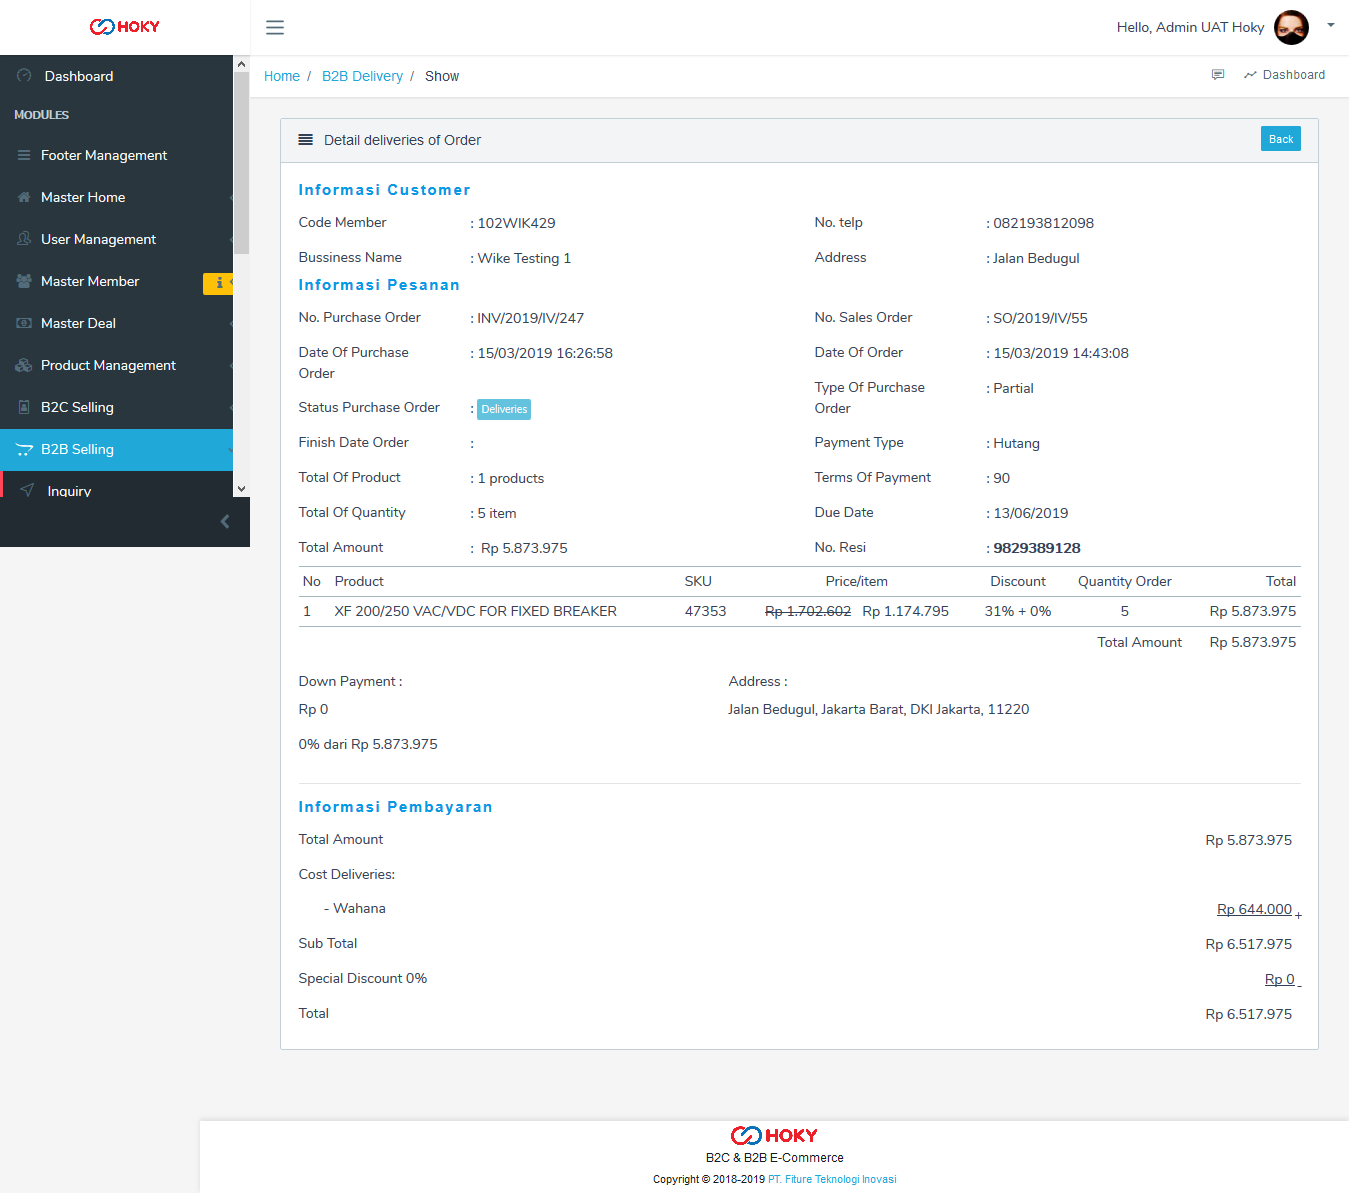 HOKY
Hello, Admin UAT Hoky
Dashboard
MODULES
Footer Management
Master Home
User Management
Master Member
i
Master Deal
Product Management
B2C Selling
B2B Selling
Inquiry
Home / B2B Delivery / Show
Dashboard
Detail deliveries of Order
Back
Informasi Customer
Code Member : 102WIK429 No. telp : 082193812098
Bussiness Name : Wike Testing 1 Address : Jalan Bedugul
Informasi Pesanan
No. Purchase Order : INV/2019/IV/247 No. Sales Order : SO/2019/IV/55
Date Of Purchase Order : 15/03/2019 16:26:58 Date Of Order : 15/03/2019 14:43:08
Type Of Purchase Order : Partial
Status Purchase Order : Deliveries
Finish Date Order : Payment Type : Hutang
Total Of Product : 1 products Terms Of Payment : 90
Total Of Quantity : 5 item Due Date : 13/06/2019
Total Amount : Rp 5.873.975 No. Resi : 9829389128
No Product SKU Price/item Discount Quantity Order Total
1 XF 200/250 VAC/VDC FOR FIXED BREAKER 47353 Rp 1.702.602 Rp 1.174.795 31% + 0% 5 Rp 5.873.975
Total Amount Rp 5.873.975
Down Payment : Address :
Rp 0 Jalan Bedugul, Jakarta Barat, DKI Jakarta, 11220
0% dari Rp 5.873.975
Informasi Pembayaran
Total Amount Rp 5.873.975
Cost Deliveries:
- Wahana Rp 644.000 +
Sub Total Rp 6.517.975
Special Discount 0% Rp 0 -
Total Rp 6.517.975
HOKY
B2C & B2B E-Commerce
Copyright © 2018-2019 PT. Fiture Teknologi Inovasi